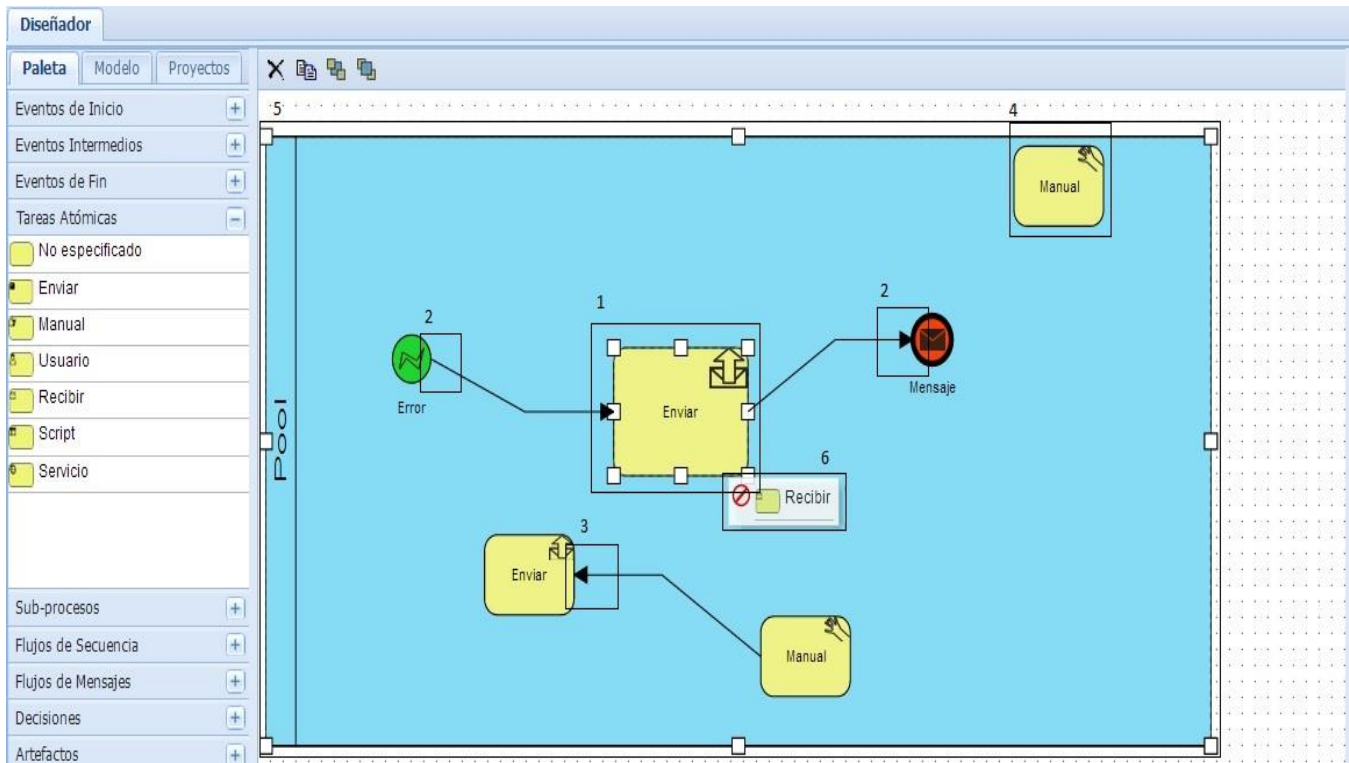 Diseñador
Paleta
Modelo
Proyectos
Eventos de Inicio
Eventos Intermedios
Eventos de Fin
Tareas Atómicas
No especificado
Enviar
Manual
Usuario
Recibir
Script
Servicio
Sub-procesos
Flujos de Secuencia
Flujos de Mensajes
Decisiones
Artefactos
5
4
Manual
1
2
2
Pool
Error
Enviar
Mensaje
6
Recibir
3
Enviar
Manual